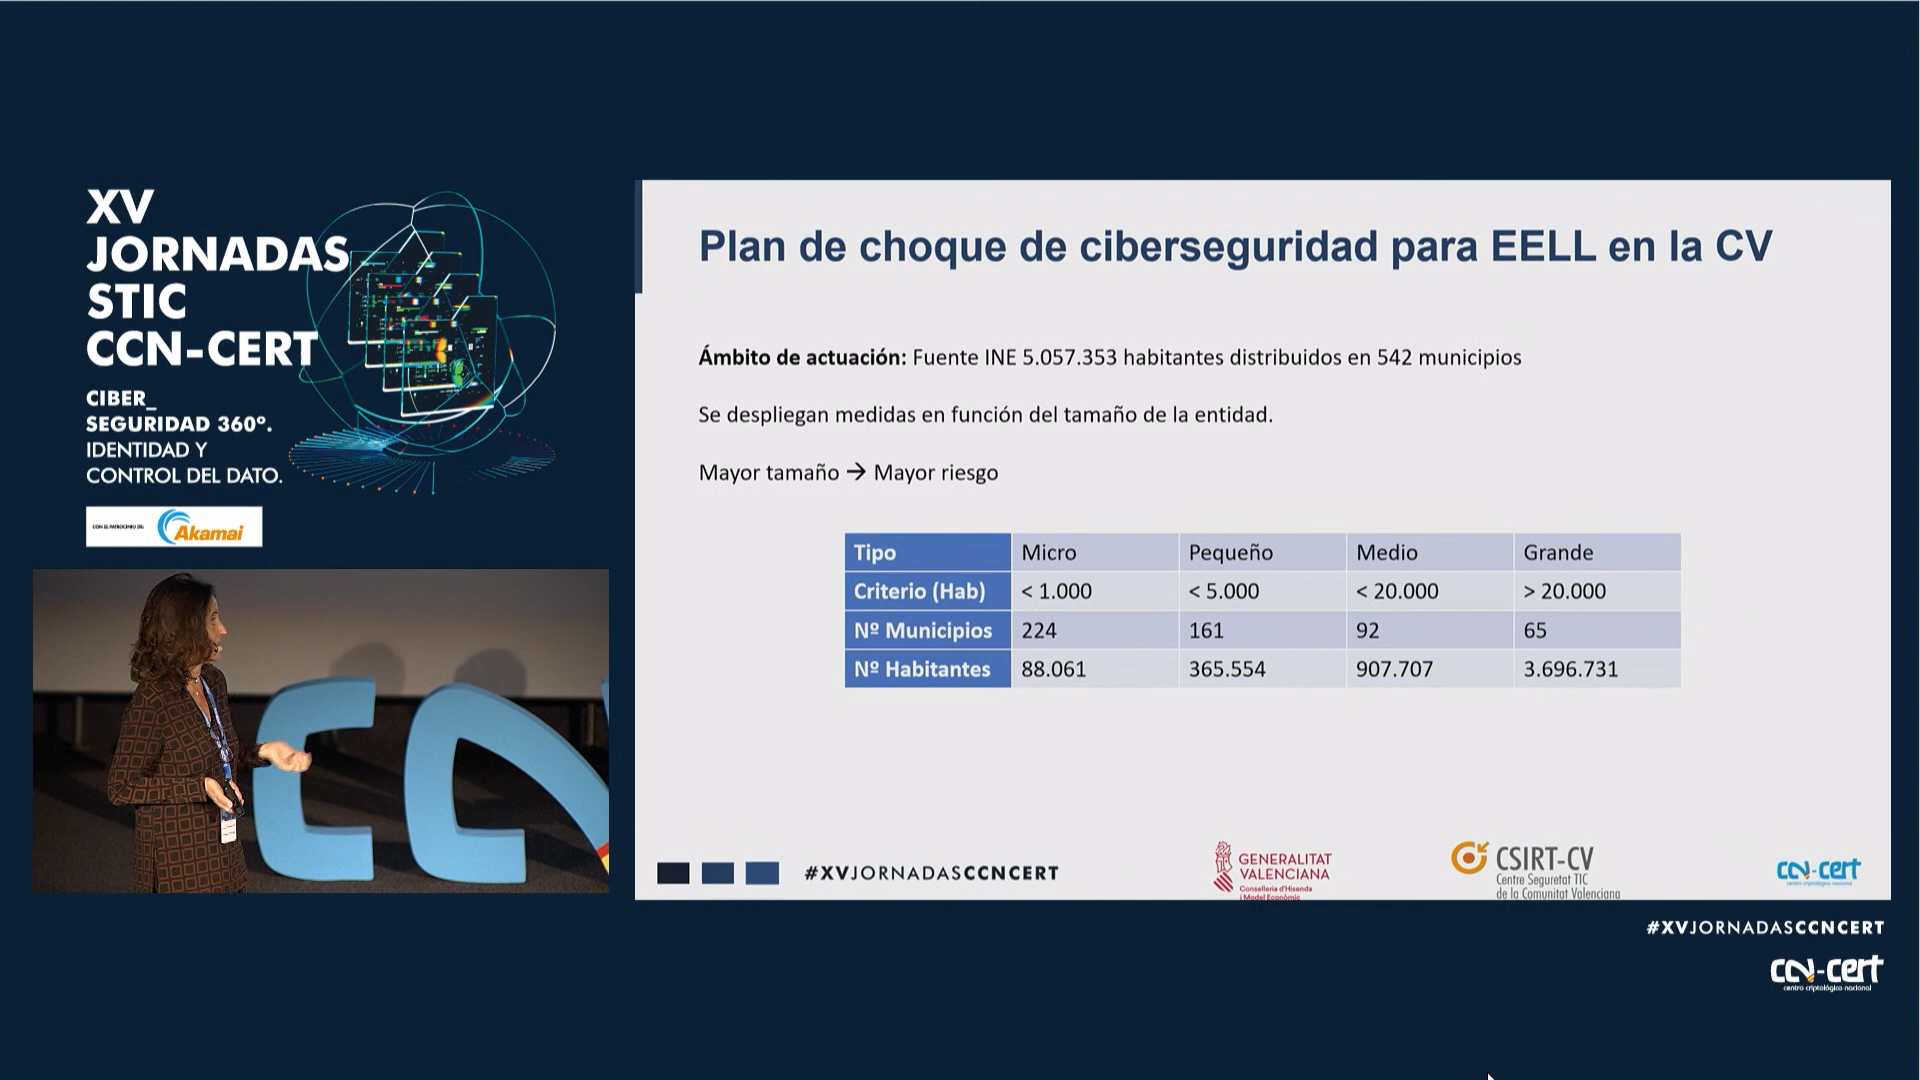 XV
JORNADAS
STIC
CCN-CERT
CIBER_
SEGURIDAD 360º.
IDENTIDAD Y
CONTROL DEL DATO.
CON EL PATROCINIO DE:
Akamai
Plan de choque de ciberseguridad para EELL en la CV
Ámbito de actuación: Fuente INE 5.057.353 habitantes distribuidos en 542 municipios
Se despliegan medidas en función del tamaño de la entidad.
Mayor tamaño → Mayor riesgo
Tipo Micro Pequeño Medio Grande
Criterio (Hab) < 1.000 < 5.000 < 20.000 > 20.000
Nº Municipios 224 161 92 65
Nº Habitantes 88.061 365.554 907.707 3.696.731
#XVJORNADASCCNCERT
GENERALITAT
VALENCIANA
Conselleria d'Hisenda
i Model Econòmic
CSIRT-CV
Centre Seguretat TIC
de la Comunitat Valenciana
ccn-cert
centro criptológico nacional
#XVJORNADASCCNCERT
ccn-cert
centro criptológico nacional